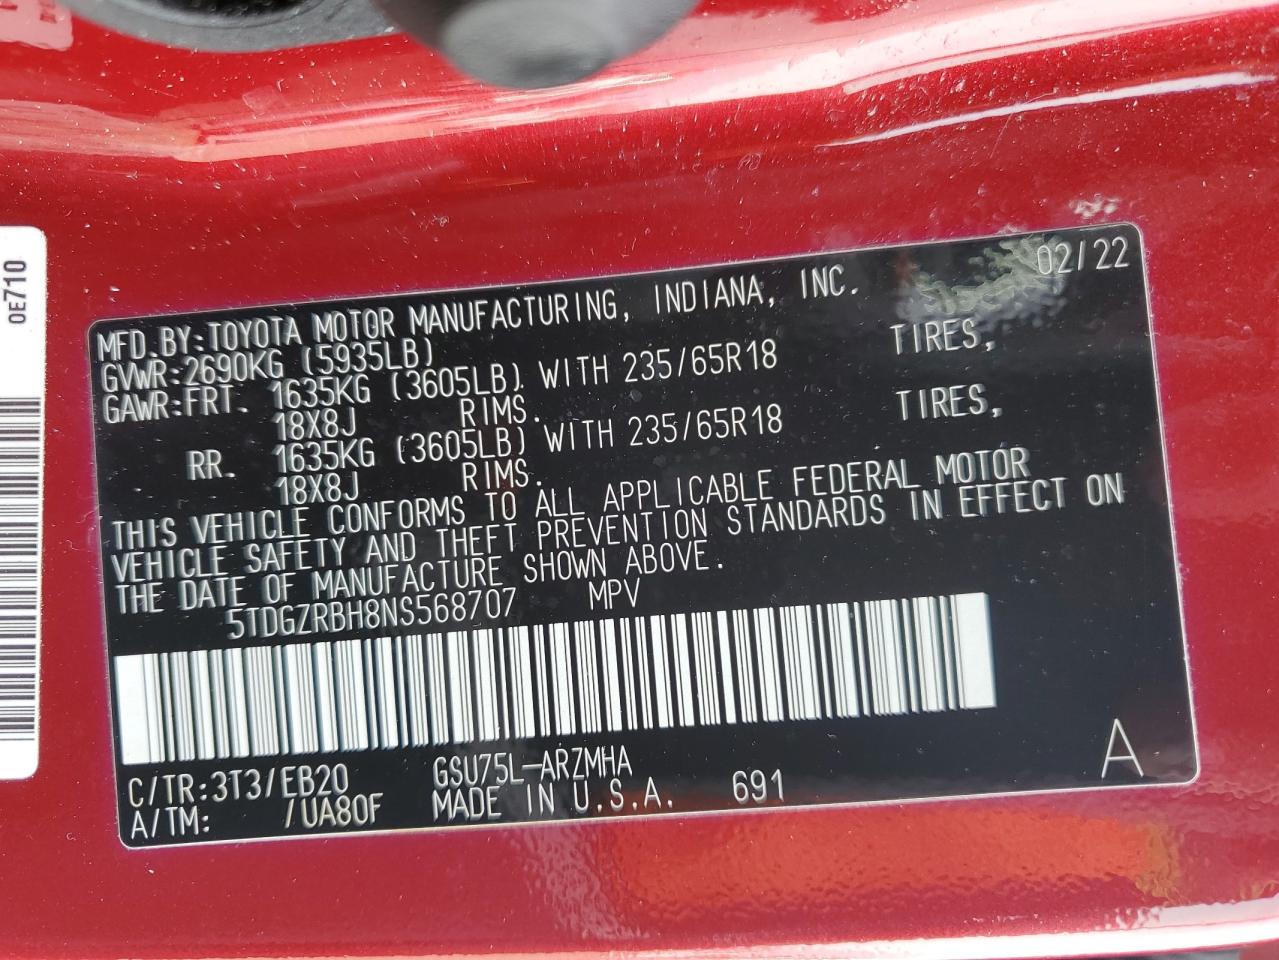 02/22
MFD.BY:TOYOTA MOTOR MANUFACTURING, INDIANA, INC.
GVWR:2690KG (5935LB)
GAWR:FRT. 1635KG (3605LB) WITH 235/65R18 TIRES,
18X8J RIMS.
RR. 1635KG (3605LB) WITH 235/65R18 TIRES,
18X8J RIMS.
THIS VEHICLE CONFORMS TO ALL APPLICABLE FEDERAL MOTOR
VEHICLE SAFETY AND THEFT PREVENTION STANDARDS IN EFFECT ON
THE DATE OF MANUFACTURE SHOWN ABOVE.
5TDGZRBH8NS568707 MPV
C/TR:3T3/EB20 GSU75L-ARZMHA
A/TM: /UA80F MADE IN U.S.A. 691
A
0E710